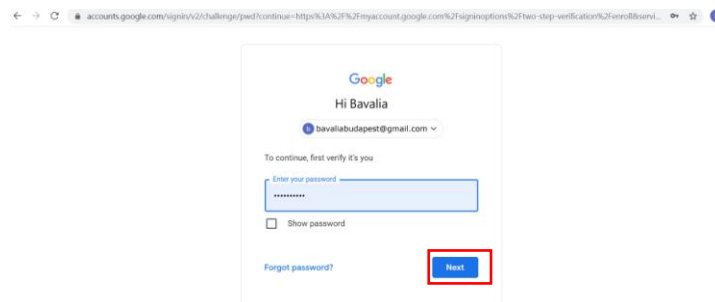 accounts.google.com/signin/v2/challenge/pwd?continue=https%3A%2F%2Fmyaccount.google.com%2Fsigninoptions%2Ftwo-step-verification%2Fenroll&servi...
Google
Hi Bavalia
b bavaliabudapest@gmail.com
To continue, first verify it's you
Enter your password
••••••••••
Show password
Forgot password? Next